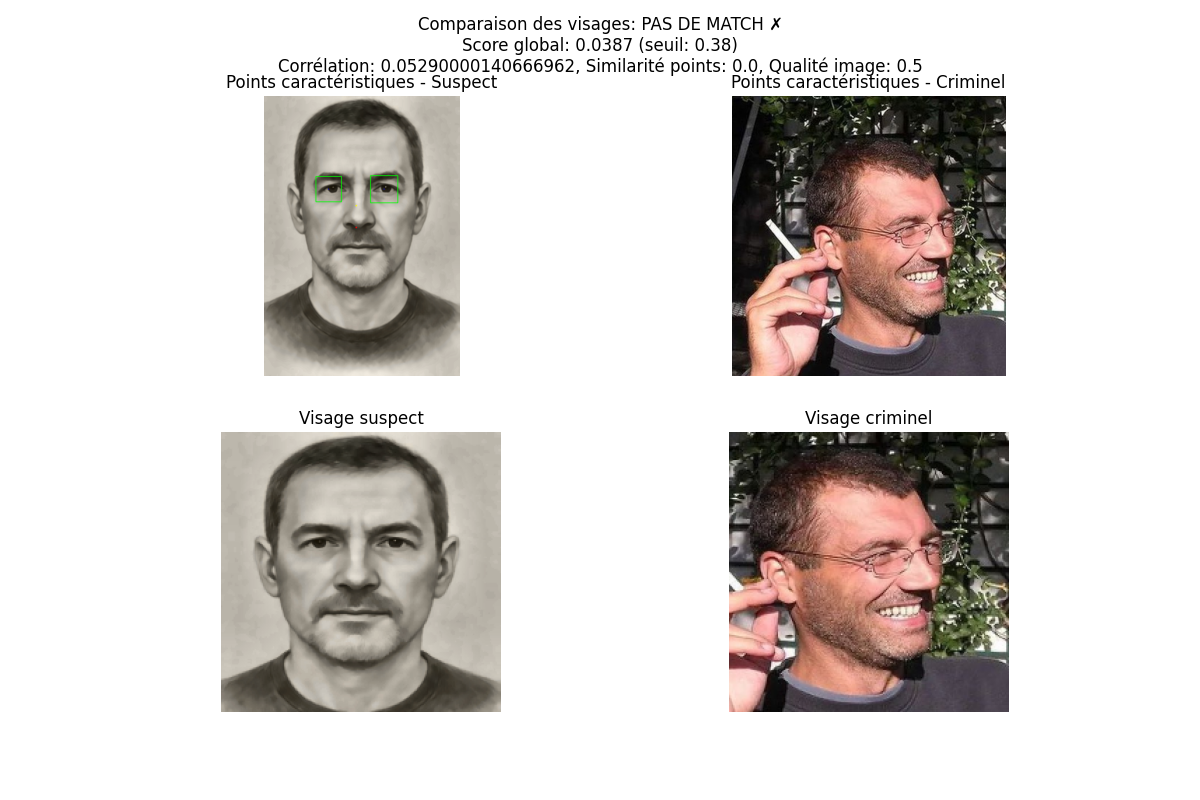 Comparaison des visages: PAS DE MATCH ✗
Score global: 0.0387 (seuil: 0.38)
Corrélation: 0.05290000140666962, Similarité points: 0.0, Qualité image: 0.5
Points caractéristiques - Suspect
Points caractéristiques - Criminel
Visage suspect
Visage criminel